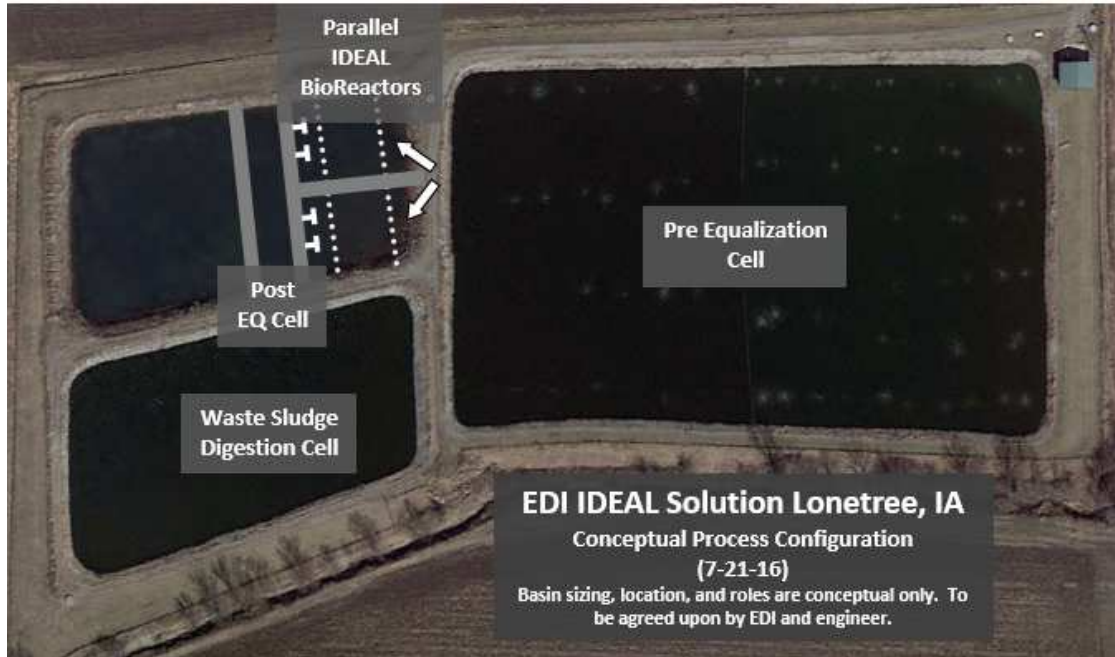 Parallel
IDEAL
BioReactors
Pre Equalization
Cell
Post
EQ Cell
Waste Sludge
Digestion Cell
EDI IDEAL Solution Lonetree, IA
Conceptual Process Configuration
(7-21-16)
Basin sizing, location, and roles are conceptual only. To
be agreed upon by EDI and engineer.